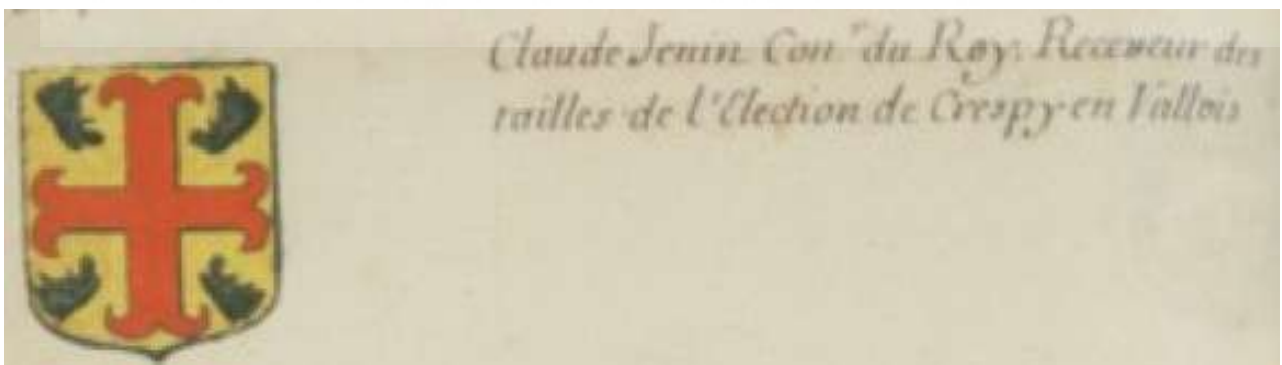 Claude Jenin Con.er du Roy. Receveur des
tailles de l'Election de Crespy en Vallois